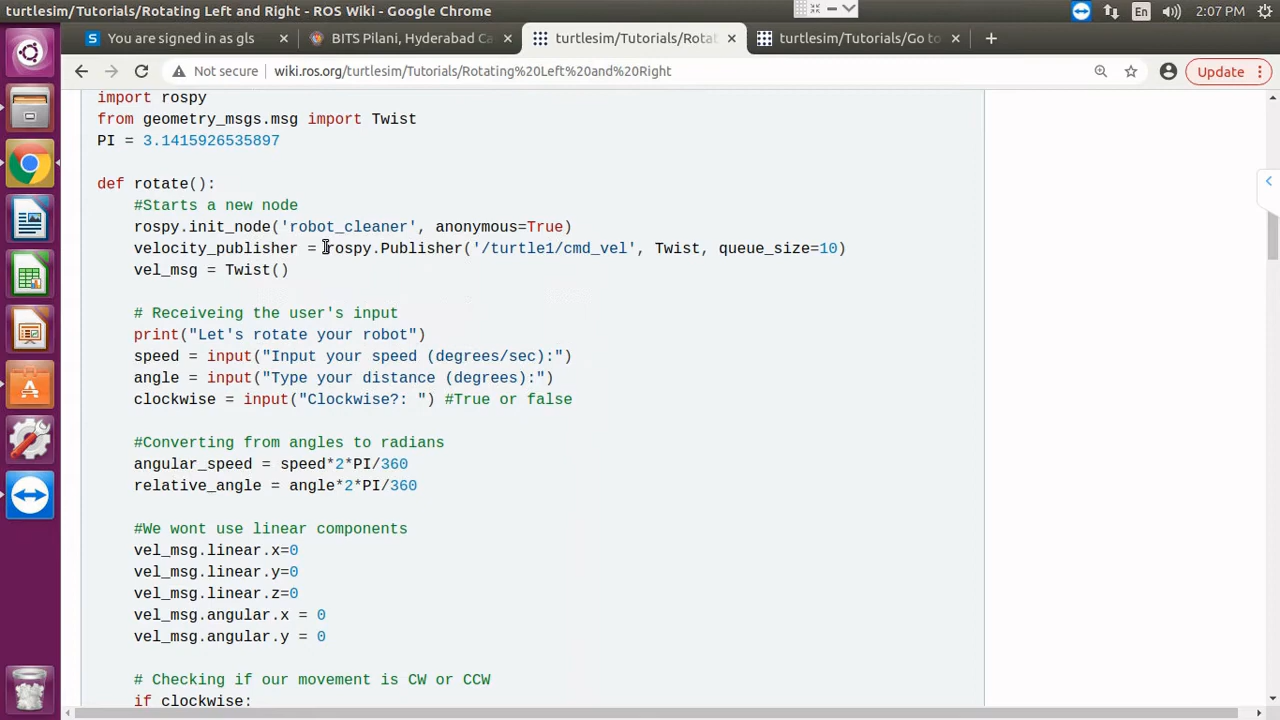 turtlesim/Tutorials/Rotating Left and Right - ROS Wiki - Google Chrome
En 2:07 PM
You are signed in as gls
BITS Pilani, Hyderabad Ca
turtlesim/Tutorials/Rotat
turtlesim/Tutorials/Go to
Not secure wiki.ros.org/turtlesim/Tutorials/Rotating%20Left%20and%20Right
Update
import rospy
from geometry_msgs.msg import Twist
PI = 3.1415926535897
def rotate():
#Starts a new node
rospy.init_node('robot_cleaner', anonymous=True)
velocity_publisher = rospy.Publisher('/turtle1/cmd_vel', Twist, queue_size=10)
vel_msg = Twist()
# Receiveing the user's input
print("Let's rotate your robot")
speed = input("Input your speed (degrees/sec):")
angle = input("Type your distance (degrees):")
clockwise = input("Clockwise?: ") #True or false
#Converting from angles to radians
angular_speed = speed*2*PI/360
relative_angle = angle*2*PI/360
#We wont use linear components
vel_msg.linear.x=0
vel_msg.linear.y=0
vel_msg.linear.z=0
vel_msg.angular.x = 0
vel_msg.angular.y = 0
# Checking if our movement is CW or CCW
if clockwise: